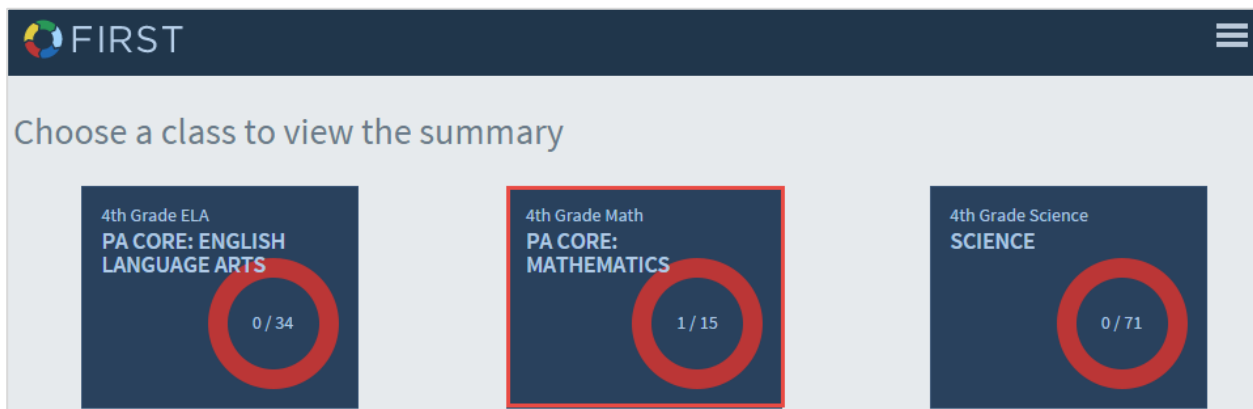 FIRST
Choose a class to view the summary
4th Grade ELA
PA CORE: ENGLISH
LANGUAGE ARTS
0 / 34
4th Grade Math
PA CORE:
MATHEMATICS
1 / 15
4th Grade Science
SCIENCE
0 / 71